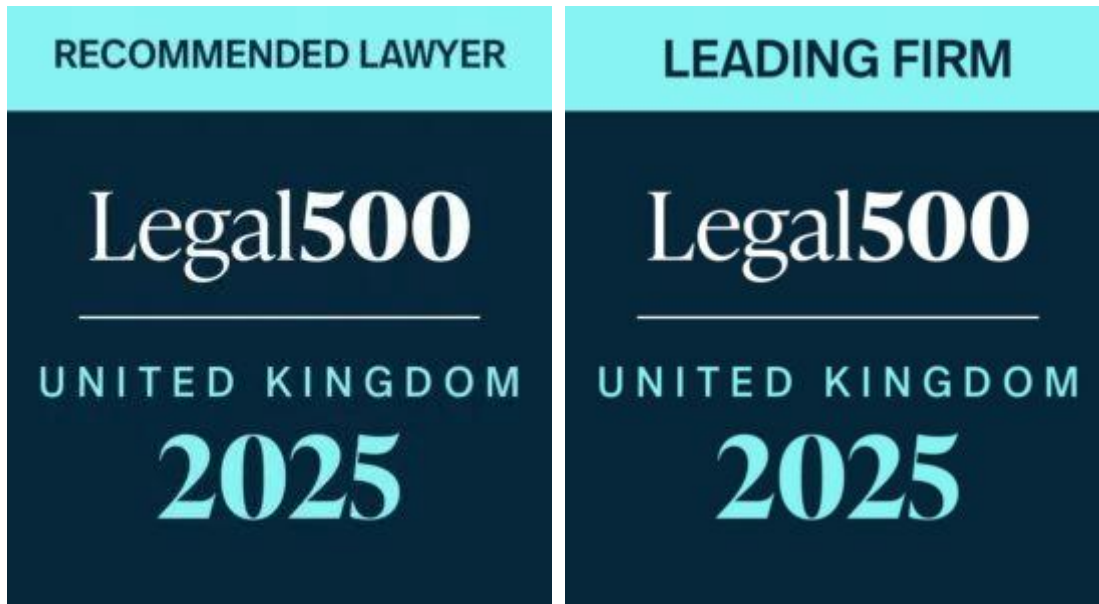 RECOMMENDED LAWYER
Legal500
UNITED KINGDOM
2025
LEADING FIRM
Legal500
UNITED KINGDOM
2025